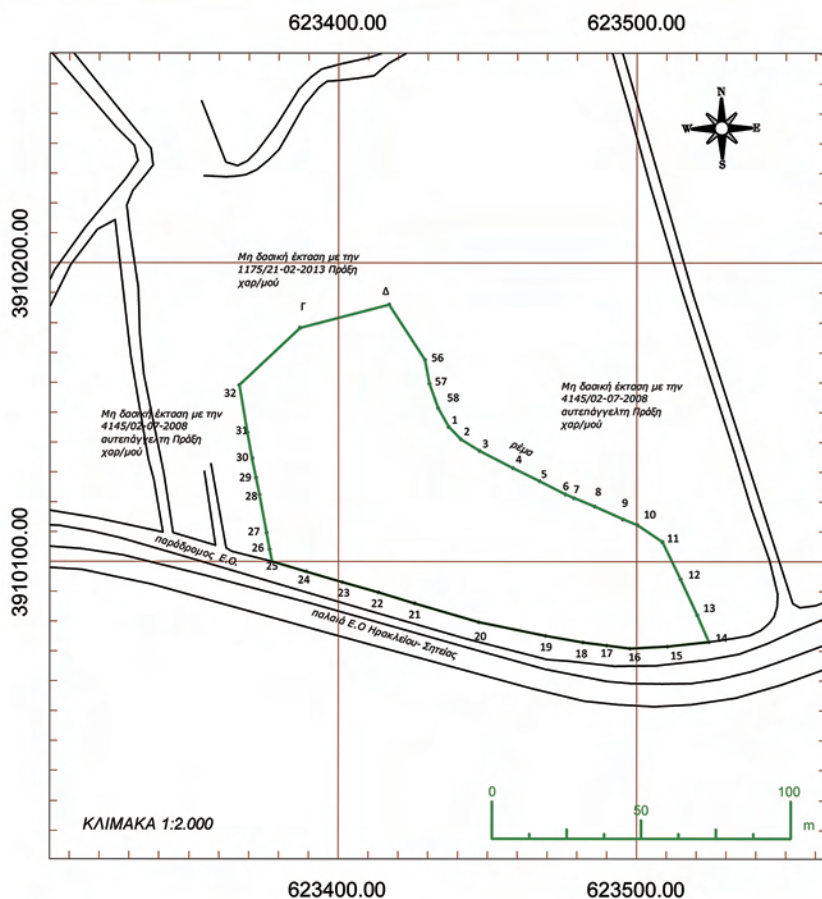 623400.00
623500.00
N
W
E
S
3910200.00
Μη δασική έκταση με την
1175/21-02-2013 Πράξη
χαρ/μού
Δ
Γ
56
57
58
1
2
3
ρέμα
4
5
6
7
8
9
10
11
12
13
14
Μη δασική έκταση με την
4145/02-07-2008
αυτεπάγγελτη Πράξη
χαρ/μού
32
Μη δασική έκταση με την
4145/02-07-2008
αυτεπάγγελτη Πράξη
χαρ/μού
31
30
29
28
27
26
25
24
23
22
21
20
19
18
17
16
15
3910100.00
παράδρομος Ε.Ο.
παλαιά Ε.Ο Ηρακλείου- Σητείας
0
50
100
m
ΚΛΙΜΑΚΑ 1:2.000
623400.00
623500.00